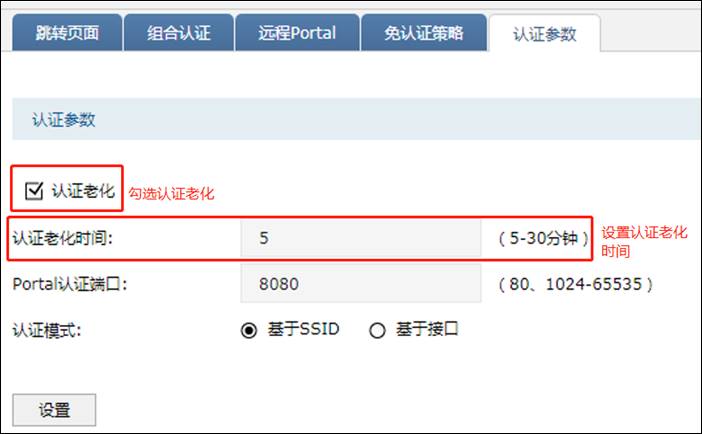 跳转页面 组合认证 远程Portal 免认证策略 认证参数
认证参数
认证老化 勾选认证老化
认证老化时间: 5 (5-30分钟) 设置认证老化
时间
Portal认证端口: 8080 (80、1024-65535)
认证模式: 基于SSID 基于接口
设置